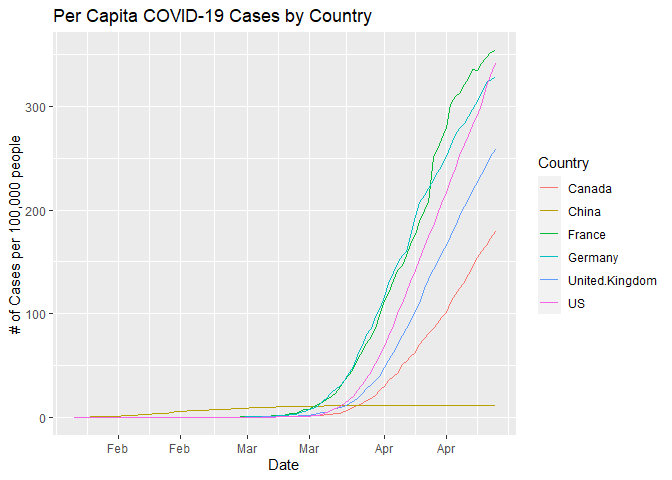 Per Capita COVID-19 Cases by Country
# of Cases per 100,000 people
300
200
100
0
Feb Feb Mar Mar Apr Apr
Date
Country
Canada
China
France
Germany
United.Kingdom
US